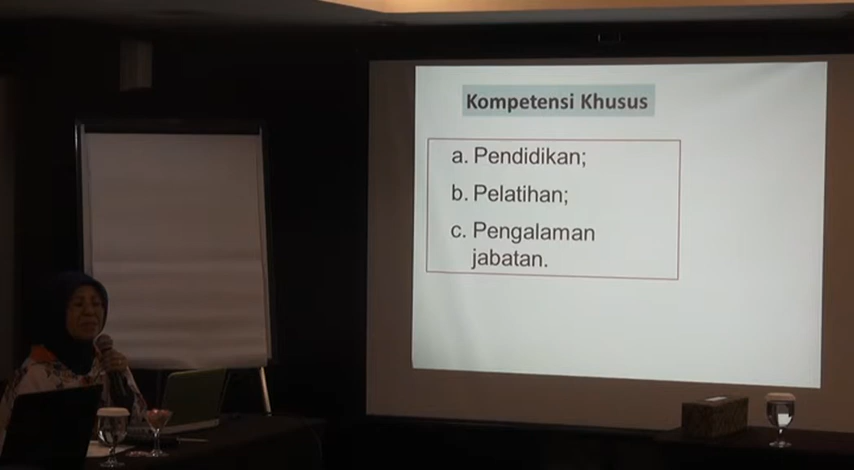 Kompetensi Khusus
a. Pendidikan;
b. Pelatihan;
c. Pengalaman
jabatan.